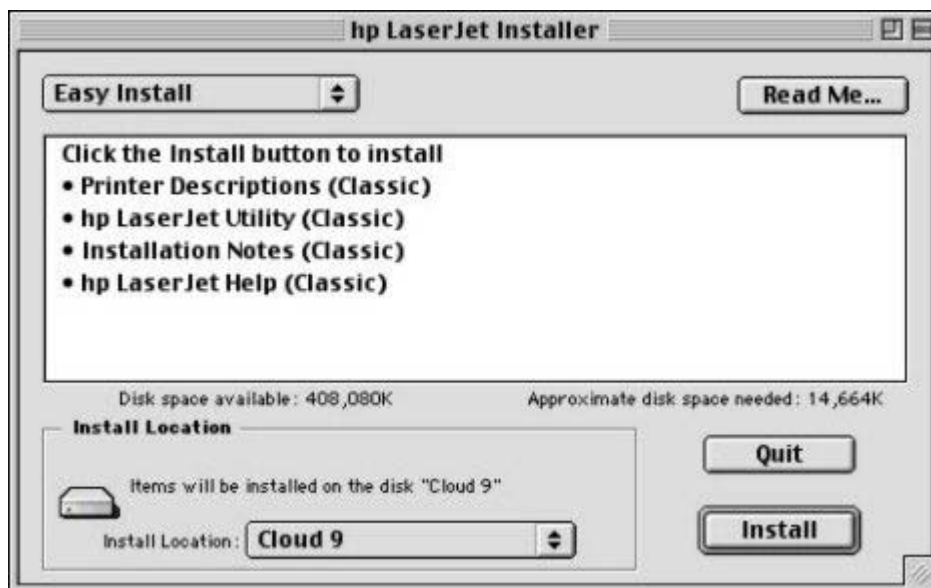 hp LaserJet Installer
Easy Install
Read Me...
Click the Install button to install
• Printer Descriptions (Classic)
• hp LaserJet Utility (Classic)
• Installation Notes (Classic)
• hp LaserJet Help (Classic)
Disk space available: 408,080K
Approximate disk space needed: 14,664K
Install Location
Items will be installed on the disk "Cloud 9"
Install Location: Cloud 9
Quit
Install